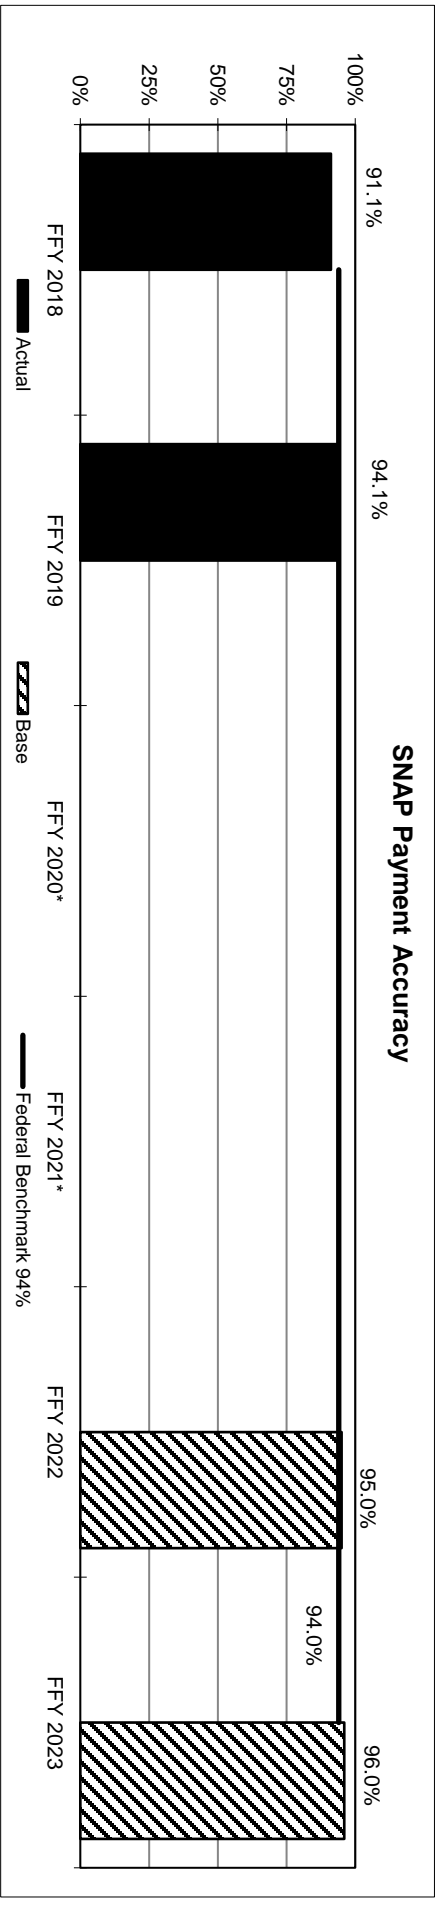 SNAP Payment Accuracy
100%
75%
50%
25%
0%
91.1%
94.1%
95.0%
94.0%
96.0%
FFY 2018
FFY 2019
FFY 2020*
FFY 2021*
FFY 2022
FFY 2023
Actual
Base
Federal Benchmark 94%